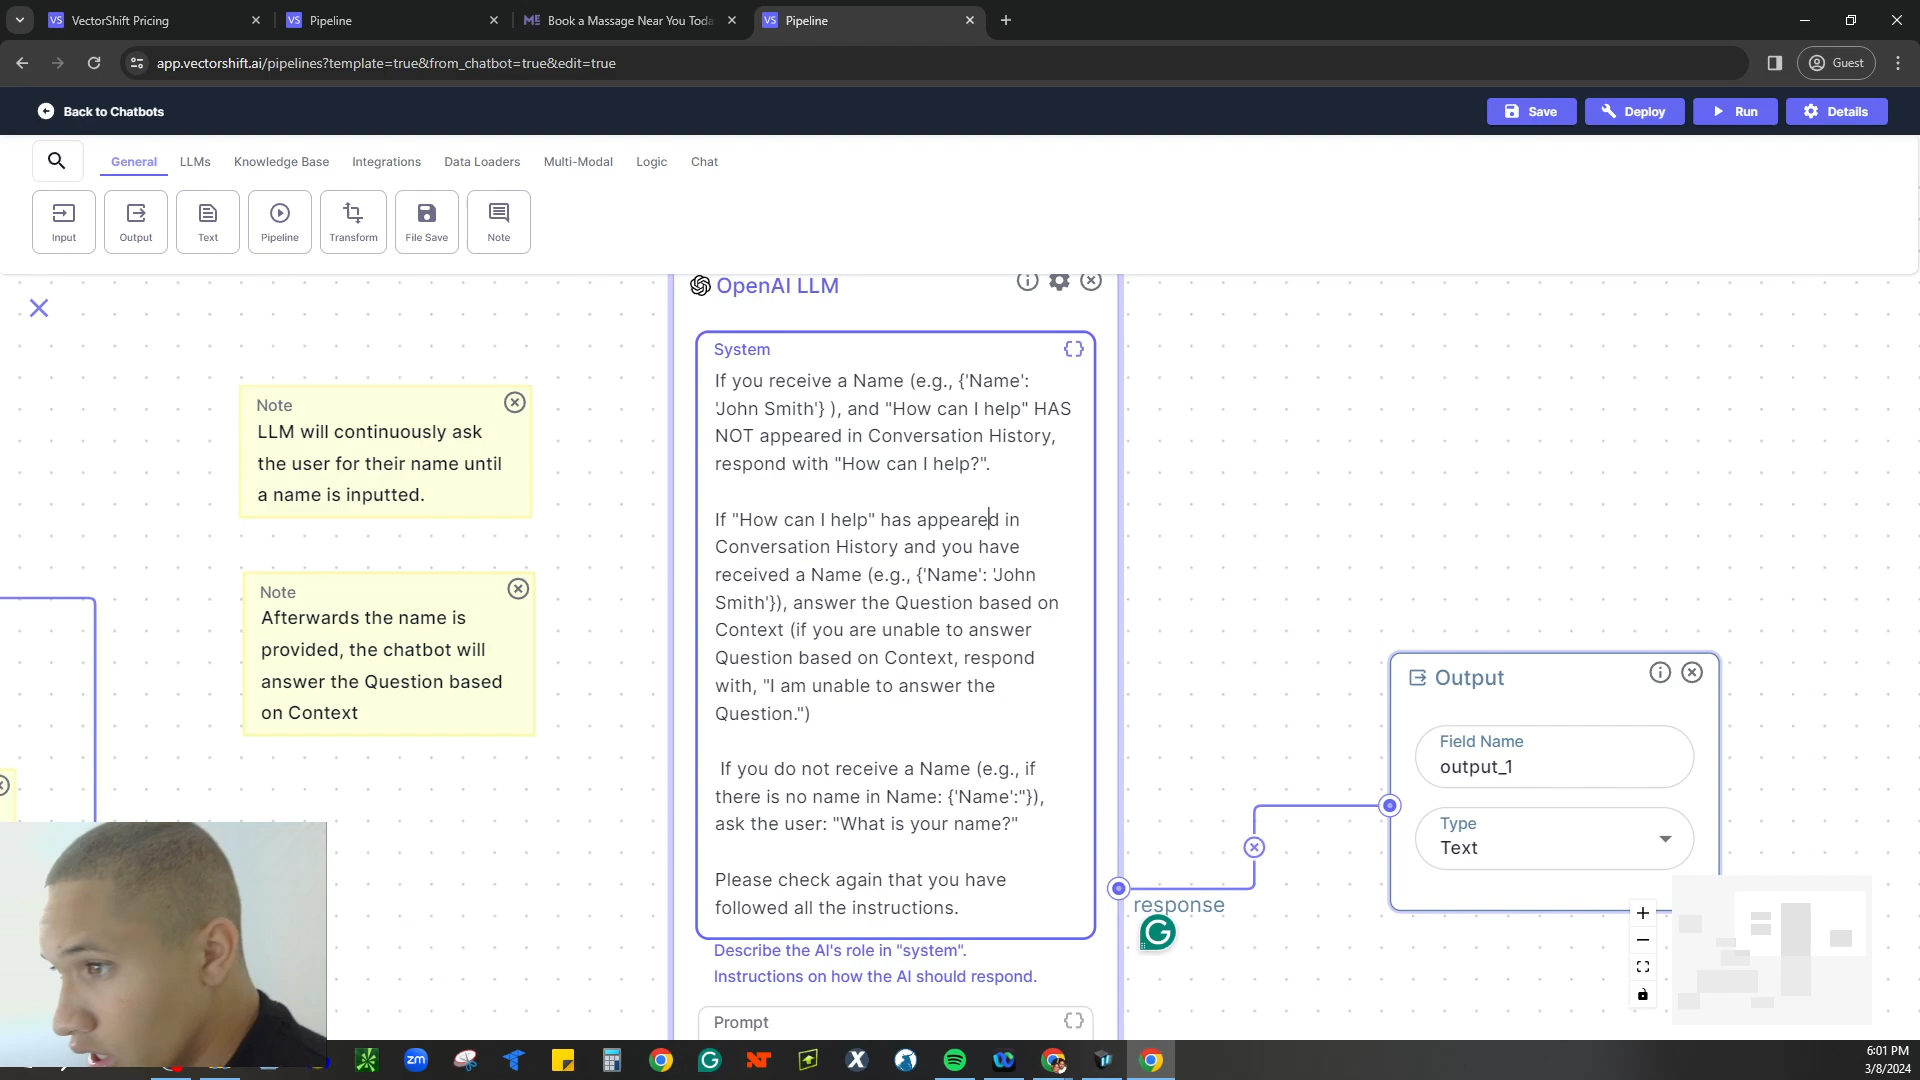 VS VectorShift Pricing
VS Pipeline
ME Book a Massage Near You Toda
VS Pipeline
app.vectorshift.ai/pipelines?template=true&from_chatbot=true&edit=true
Guest
Back to Chatbots
Save
Deploy
Run
Details
General
LLMs
Knowledge Base
Integrations
Data Loaders
Multi-Modal
Logic
Chat
Input
Output
Text
Pipeline
Transform
File Save
Note
Note
LLM will continuously ask
the user for their name until
a name is inputted.
Note
Afterwards the name is
provided, the chatbot will
answer the Question based
on Context
OpenAI LLM
System
If you receive a Name (e.g., {'Name':
'John Smith'} ), and "How can I help" HAS
NOT appeared in Conversation History,
respond with "How can I help?".
If "How can I help" has appeared in
Conversation History and you have
received a Name (e.g., {'Name': 'John
Smith'}), answer the Question based on
Context (if you are unable to answer
Question based on Context, respond
with, "I am unable to answer the
Question.")
If you do not receive a Name (e.g., if
there is no name in Name: {'Name':''}),
ask the user: "What is your name?"
Please check again that you have
followed all the instructions.
Describe the AI's role in "system".
Instructions on how the AI should respond.
Prompt
response
Output
Field Name
output_1
Type
Text
zm
6:01 PM
3/8/2024